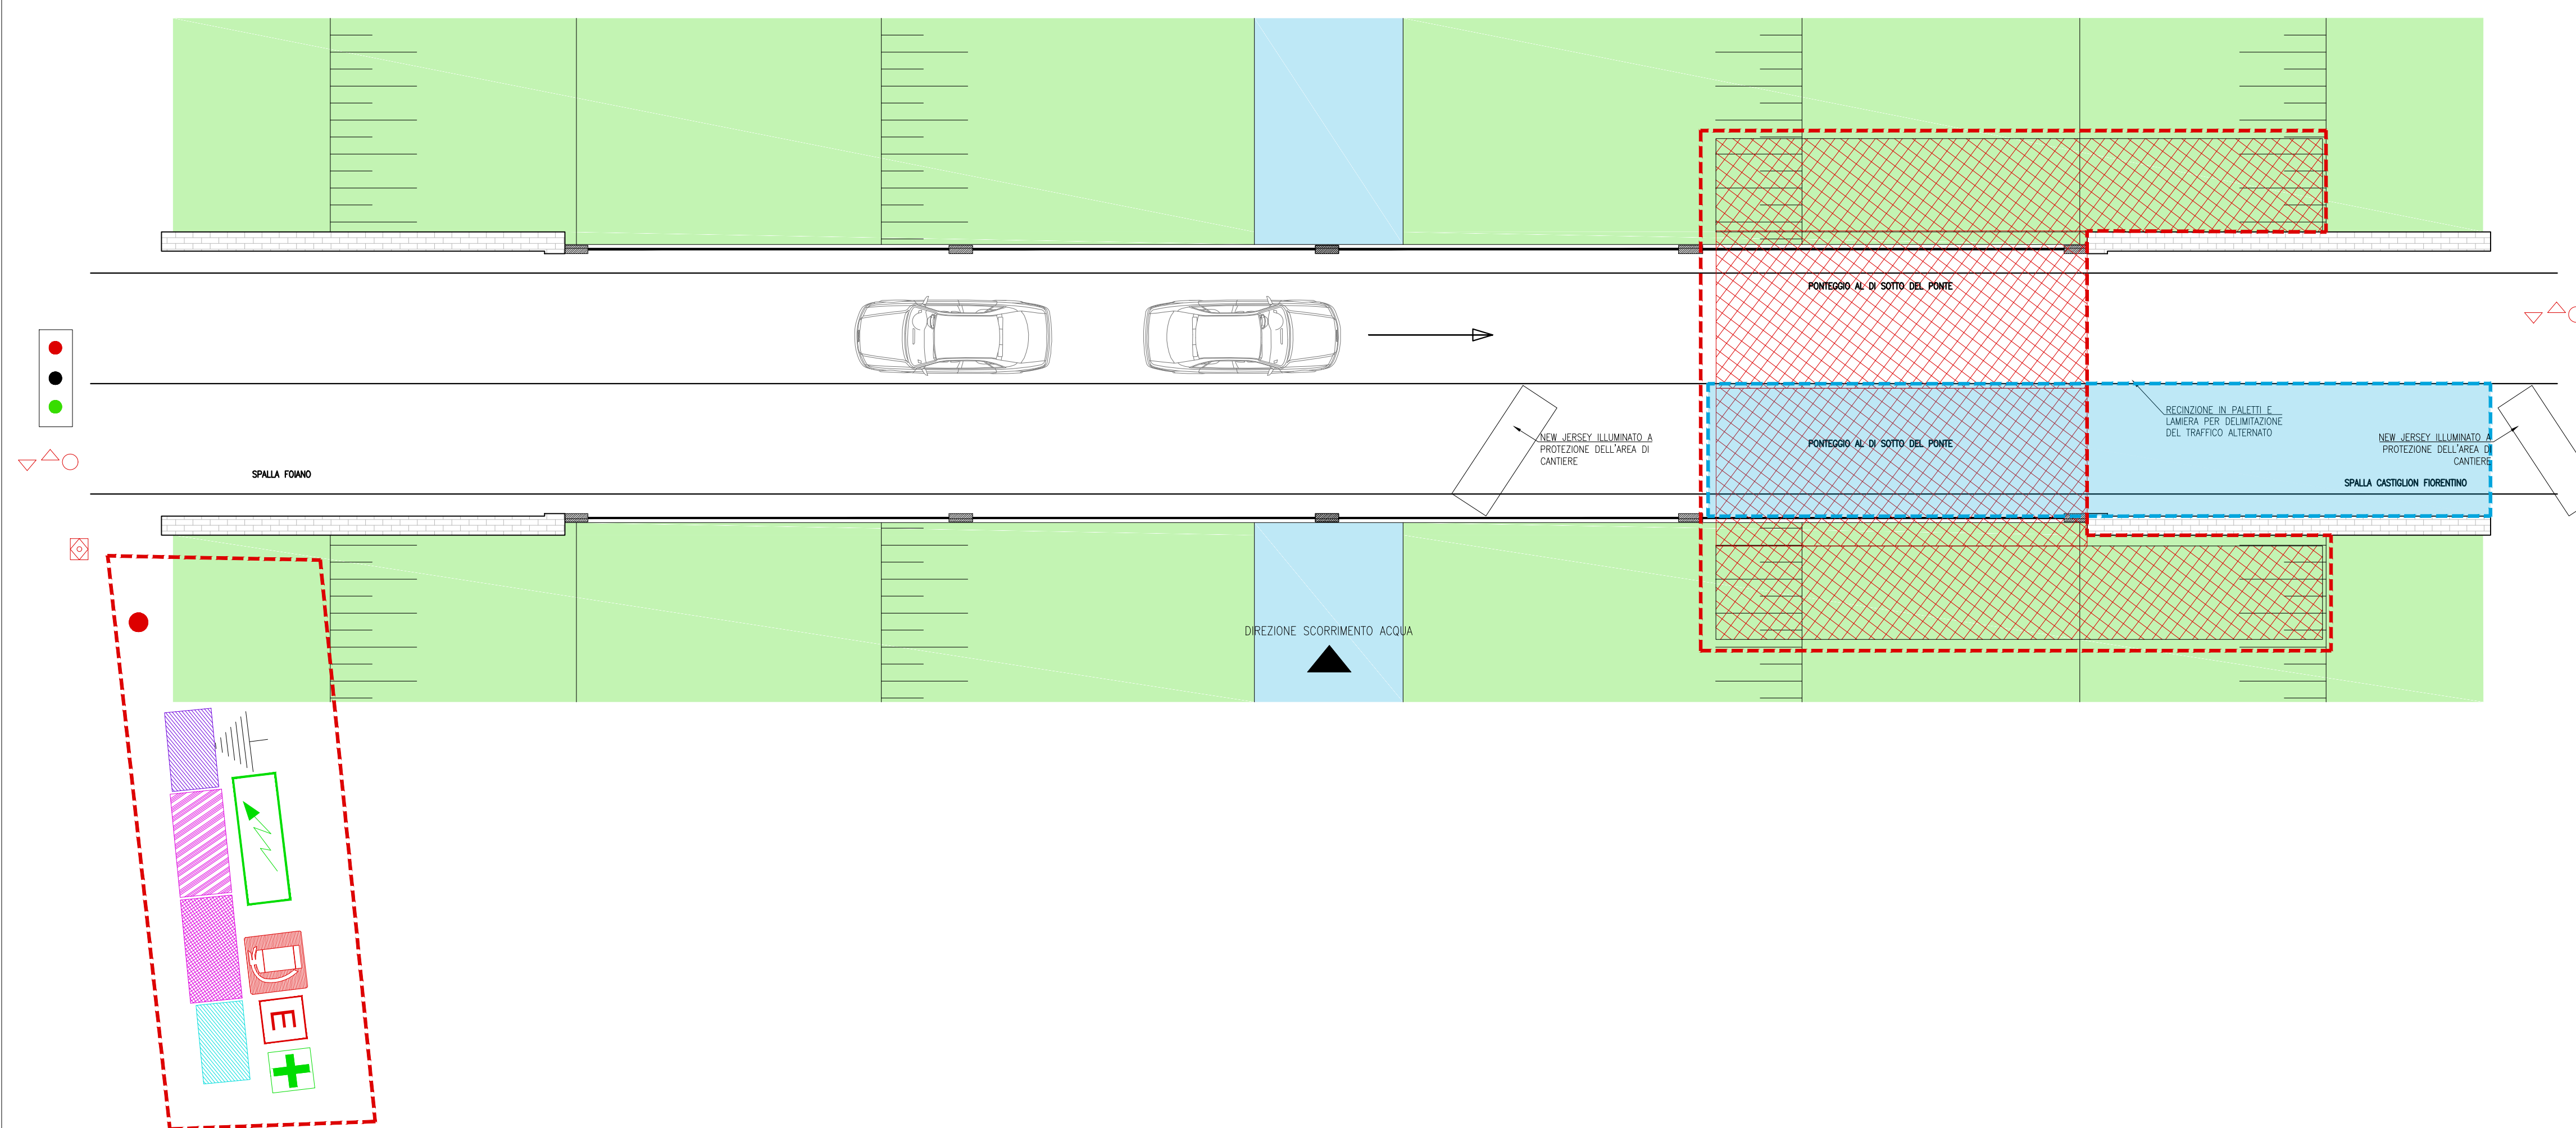 PONTEGGIO AL DI SOTTO DEL PONTE
RECINZIONE IN PALETTI E
LAMIERA PER DELIMITAZIONE
DEL TRAFFICO ALTERNATO
NEW JERSEY ILLUMINATO A
PROTEZIONE DELL'AREA DI
CANTIERE
PONTEGGIO AL DI SOTTO DEL PONTE
NEW JERSEY ILLUMINATO A
PROTEZIONE DELL'AREA DI
CANTIERE
SPALLA FOIANO
SPALLA CASTIGLION FIORENTINO
DIREZIONE SCORRIMENTO ACQUA
E